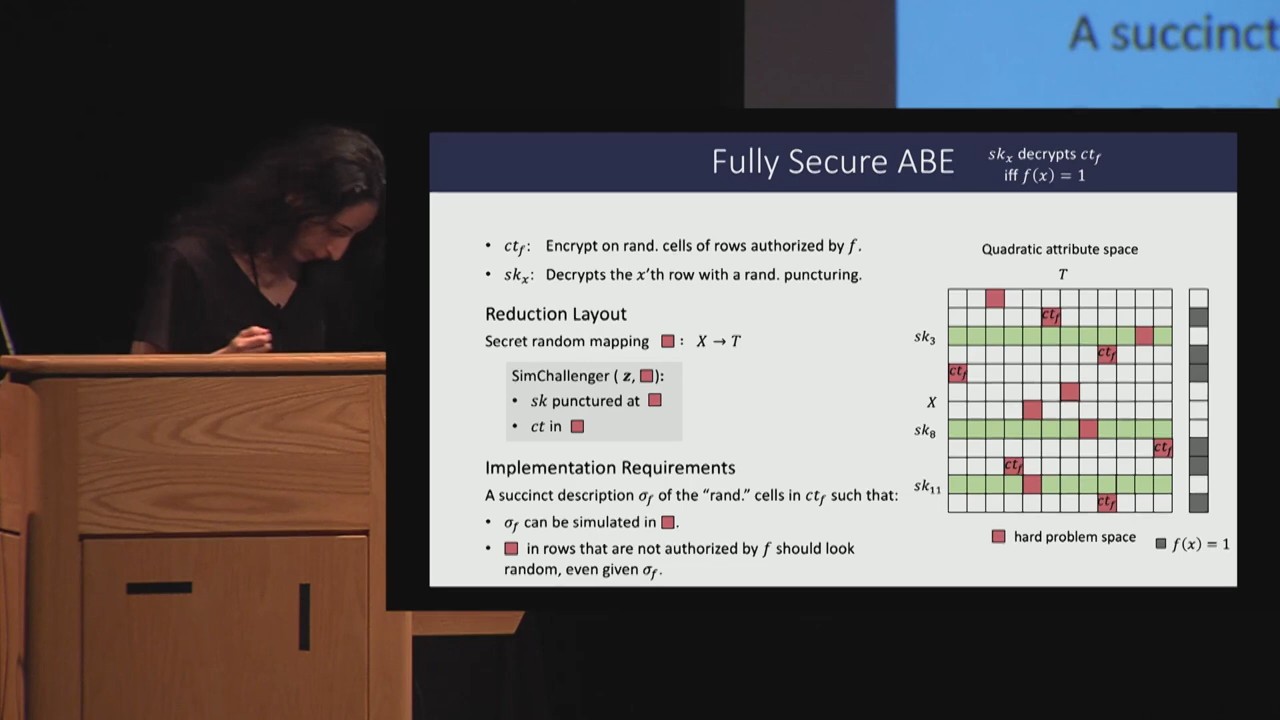 A succinct
Fully Secure ABE
sk_x decrypts ct_f
iff f(x) = 1
• ct_f: Encrypt on rand. cells of rows authorized by f.
• sk_x: Decrypts the x'th row with a rand. puncturing.
Reduction Layout
Secret random mapping : X → T
SimChallenger ( z, ):
• sk punctured at
• ct in
Implementation Requirements
A succinct description σ_f of the "rand." cells in ct_f such that:
• σ_f can be simulated in .
• in rows that are not authorized by f should look
random, even given σ_f.
Quadratic attribute space
T
ct_f
sk_3
ct_f
ct_f
X
sk_8
ct_f
ct_f
sk_11
ct_f
hard problem space
f(x) = 1